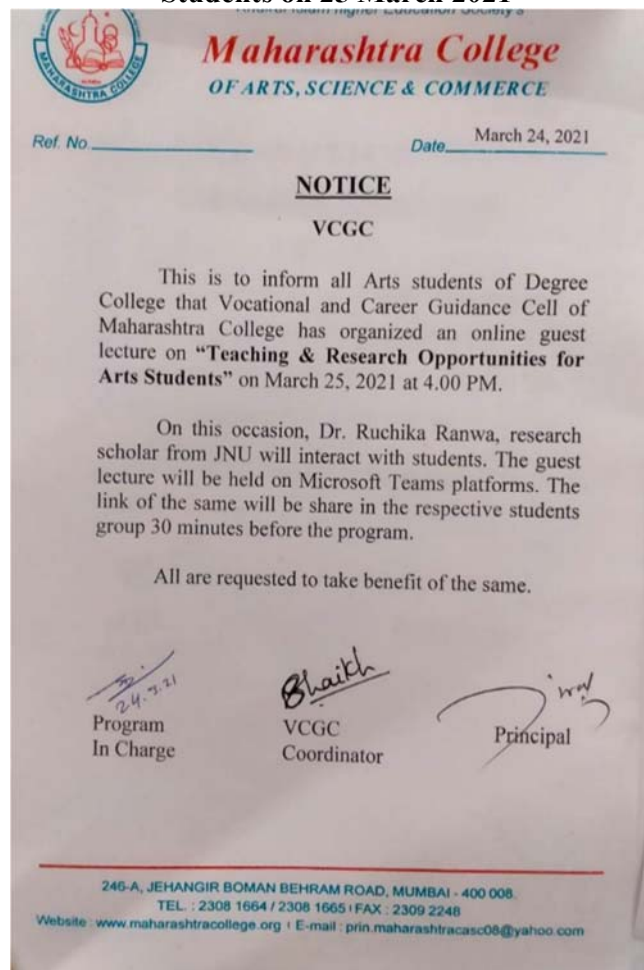 Students on 25 March 2021
Khairul Islam Higher Education Society's
Maharashtra College
OF ARTS, SCIENCE & COMMERCE
MAHARASHTRA COLLEGE
Ref. No.
Date March 24, 2021
NOTICE
VCGC
This is to inform all Arts students of Degree
College that Vocational and Career Guidance Cell of
Maharashtra College has organized an online guest
lecture on “Teaching & Research Opportunities for
Arts Students” on March 25, 2021 at 4.00 PM.
On this occasion, Dr. Ruchika Ranwa, research
scholar from JNU will interact with students. The guest
lecture will be held on Microsoft Teams platforms. The
link of the same will be share in the respective students
group 30 minutes before the program.
All are requested to take benefit of the same.
24.3.21
Shaikh
Program
In Charge
VCGC
Coordinator
Principal
246-A, JEHANGIR BOMAN BEHRAM ROAD, MUMBAI - 400 008.
TEL. : 2308 1664 / 2308 1665 | FAX : 2309 2248
Website : www.maharashtracollege.org | E-mail : prin.maharashtracasc08@yahoo.com